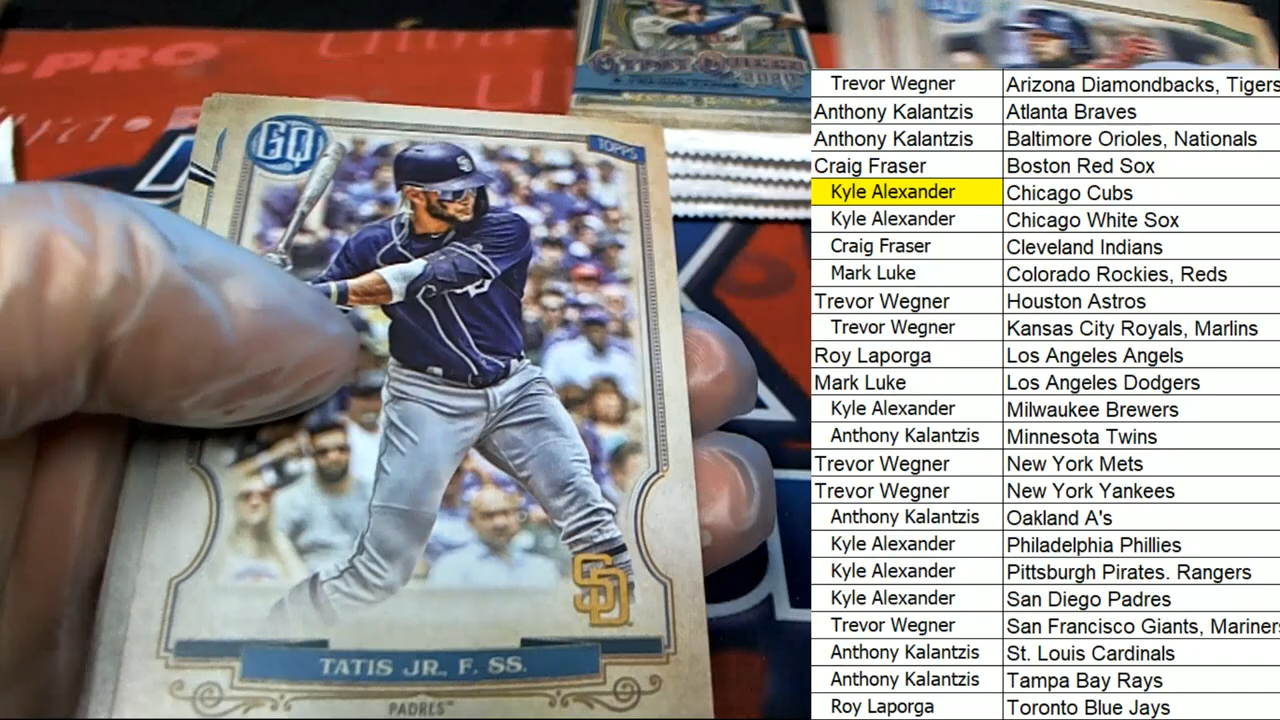 PRO
Ultra
GYPSY QUEEN
2020
GQ
TOPPS
SD
SD
TATIS JR., F. SS.
PADRES™
Trevor Wegner Arizona Diamondbacks, Tigers
Anthony Kalantzis Atlanta Braves
Anthony Kalantzis Baltimore Orioles, Nationals
Craig Fraser Boston Red Sox
Kyle Alexander Chicago Cubs
Kyle Alexander Chicago White Sox
Craig Fraser Cleveland Indians
Mark Luke Colorado Rockies, Reds
Trevor Wegner Houston Astros
Trevor Wegner Kansas City Royals, Marlins
Roy Laporga Los Angeles Angels
Mark Luke Los Angeles Dodgers
Kyle Alexander Milwaukee Brewers
Anthony Kalantzis Minnesota Twins
Trevor Wegner New York Mets
Trevor Wegner New York Yankees
Anthony Kalantzis Oakland A's
Kyle Alexander Philadelphia Phillies
Kyle Alexander Pittsburgh Pirates. Rangers
Kyle Alexander San Diego Padres
Trevor Wegner San Francisco Giants, Mariners
Anthony Kalantzis St. Louis Cardinals
Anthony Kalantzis Tampa Bay Rays
Roy Laporga Toronto Blue Jays